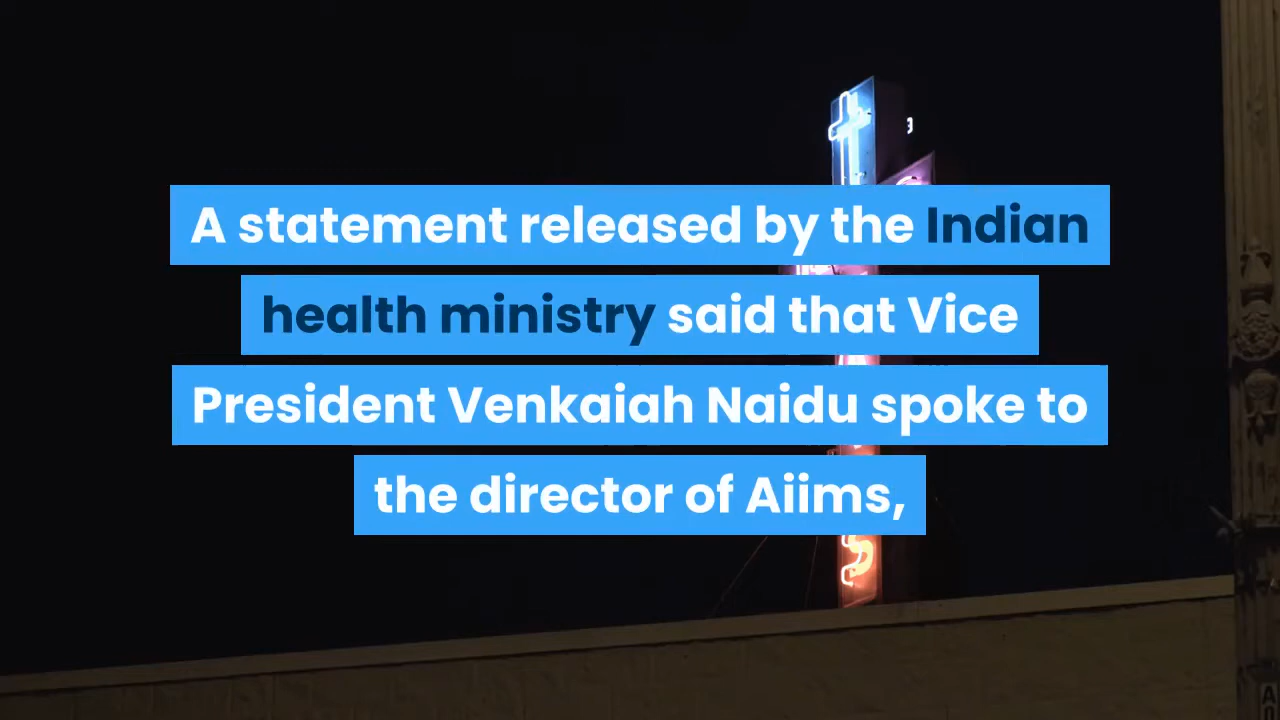 A statement released by the Indian
health ministry said that Vice
President Venkaiah Naidu spoke to
the director of Aiims,
S